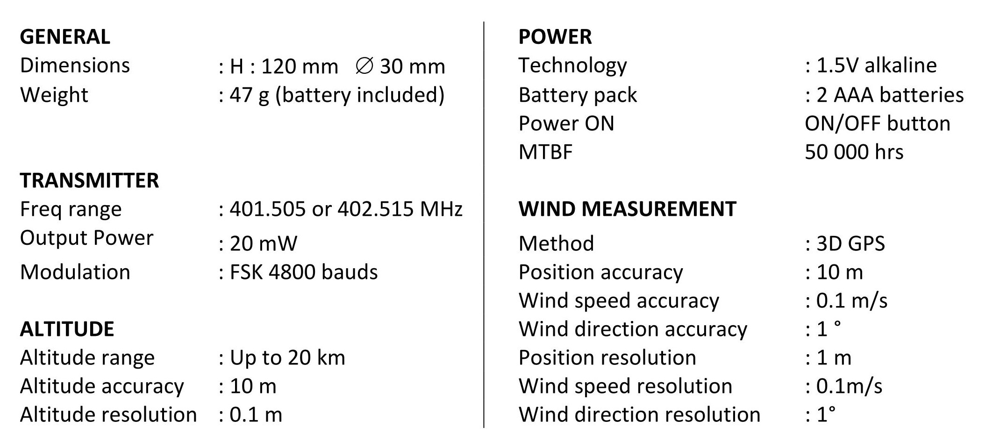 GENERAL
Dimensions : H : 120 mm ∅ 30 mm
Weight : 47 g (battery included)
TRANSMITTER
Freq range : 401.505 or 402.515 MHz
Output Power : 20 mW
Modulation : FSK 4800 bauds
ALTITUDE
Altitude range : Up to 20 km
Altitude accuracy : 10 m
Altitude resolution : 0.1 m
POWER
Technology : 1.5V alkaline
Battery pack : 2 AAA batteries
Power ON ON/OFF button
MTBF 50 000 hrs
WIND MEASUREMENT
Method : 3D GPS
Position accuracy : 10 m
Wind speed accuracy : 0.1 m/s
Wind direction accuracy : 1 °
Position resolution : 1 m
Wind speed resolution : 0.1m/s
Wind direction resolution : 1°